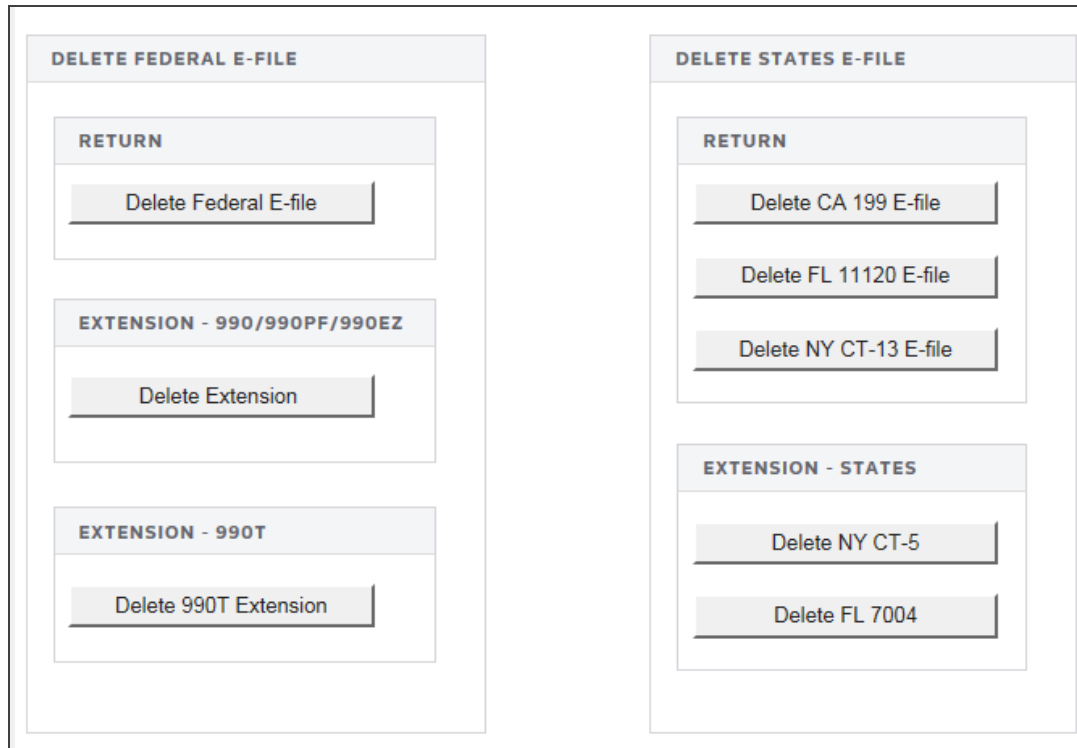 DELETE FEDERAL E-FILE
RETURN
Delete Federal E-file
EXTENSION - 990/990PF/990EZ
Delete Extension
EXTENSION - 990T
Delete 990T Extension
DELETE STATES E-FILE
RETURN
Delete CA 199 E-file
Delete FL 11120 E-file
Delete NY CT-13 E-file
EXTENSION - STATES
Delete NY CT-5
Delete FL 7004